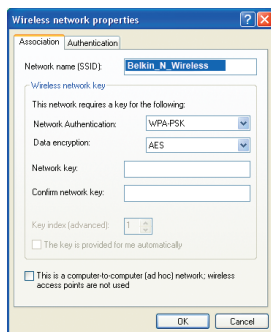 Wireless network properties
Association
Authentication
Network name (SSID):
Belkin_N_Wireless
Wireless network key
This network requires a key for the following:
Network Authentication:
WPA-PSK
Data encryption:
AES
Network key:
Confirm network key:
Key index (advanced):
1
The key is provided for me automatically
This is a computer-to-computer (ad hoc) network; wireless
access points are not used
OK
Cancel